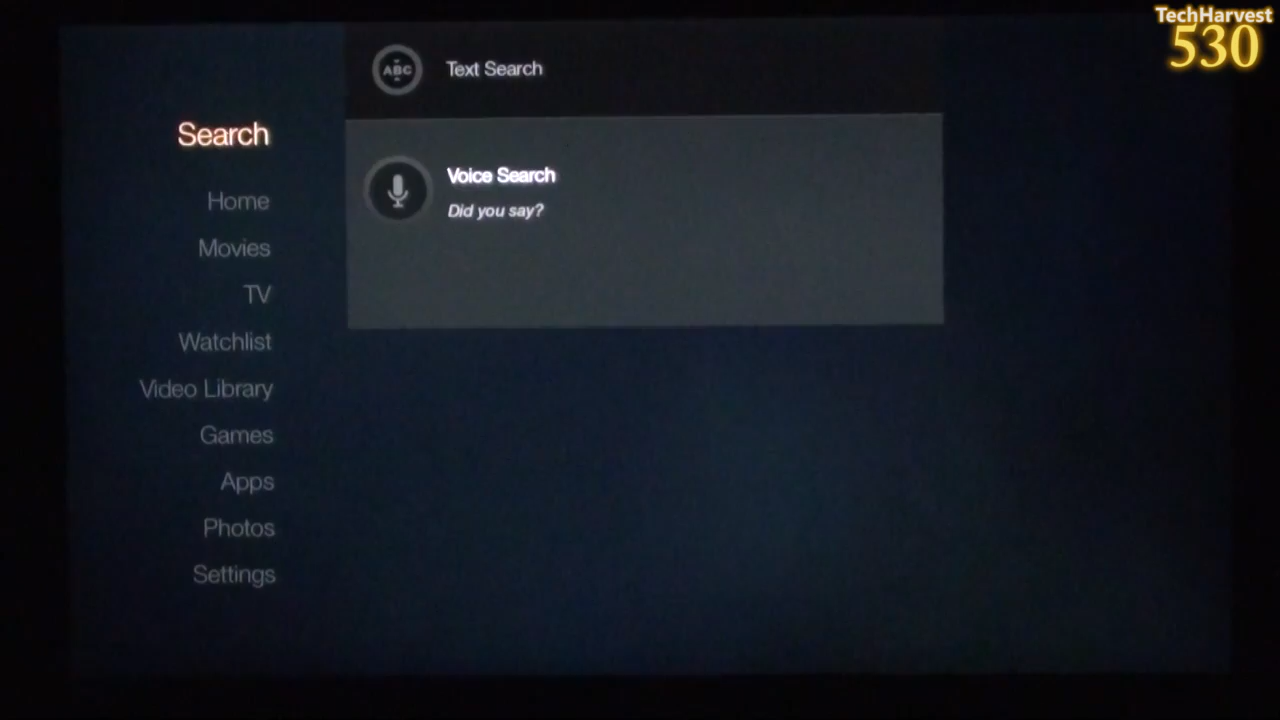 TechHarvest
530
ABC
Text Search
Search
Voice Search
Did you say?
Home
Movies
TV
Watchlist
Video Library
Games
Apps
Photos
Settings